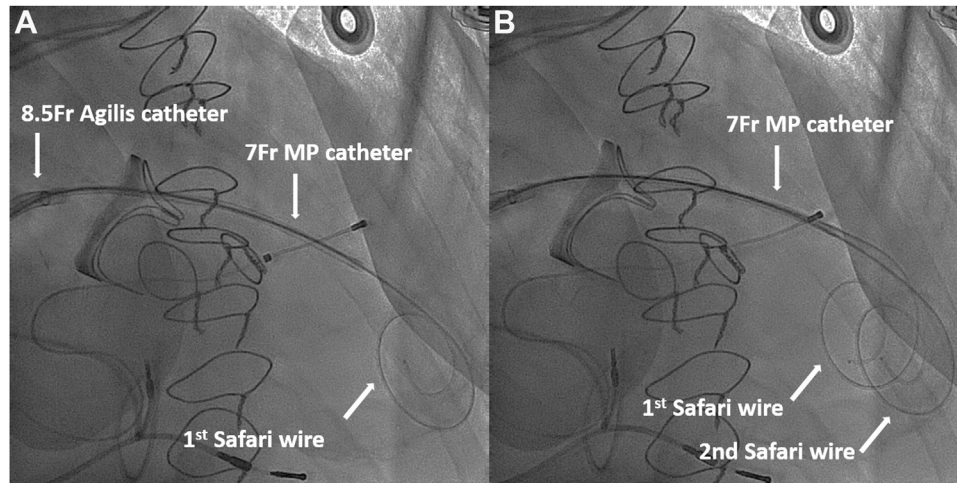 A
8.5Fr Agilis catheter
7Fr MP catheter
1st Safari wire
B
7Fr MP catheter
1st Safari wire
2nd Safari wire